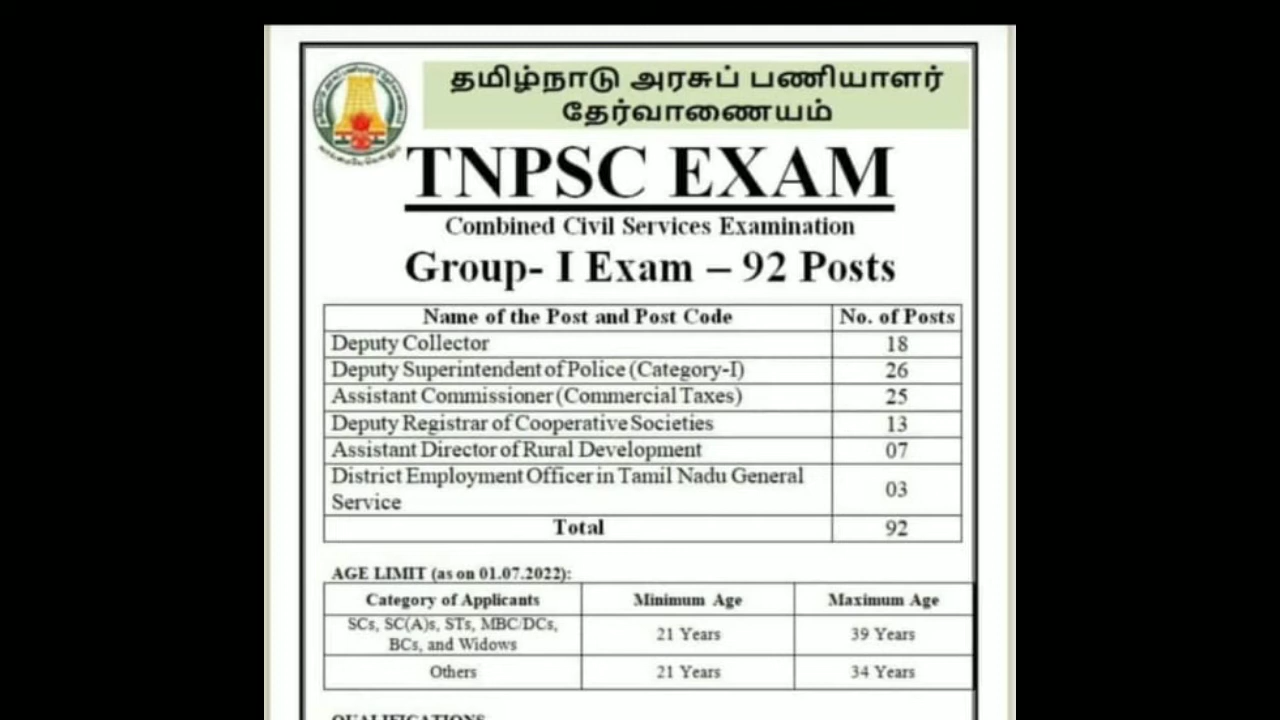 தமிழ்நாடு அரசுப் பணியாளர்
தேர்வாணையம்
TNPSC EXAM
Combined Civil Services Examination
Group- I Exam – 92 Posts
Name of the Post and Post Code No. of Posts
Deputy Collector 18
Deputy Superintendent of Police (Category-I) 26
Assistant Commissioner (Commercial Taxes) 25
Deputy Registrar of Cooperative Societies 13
Assistant Director of Rural Development 07
District Employment Officer in Tamil Nadu General
Service 03
Total 92
AGE LIMIT (as on 01.07.2022):
Category of Applicants Minimum Age Maximum Age
SCs, SC(A)s, STs, MBC/DCs,
BCs, and Widows 21 Years 39 Years
Others 21 Years 34 Years
QUALIFICATIONS